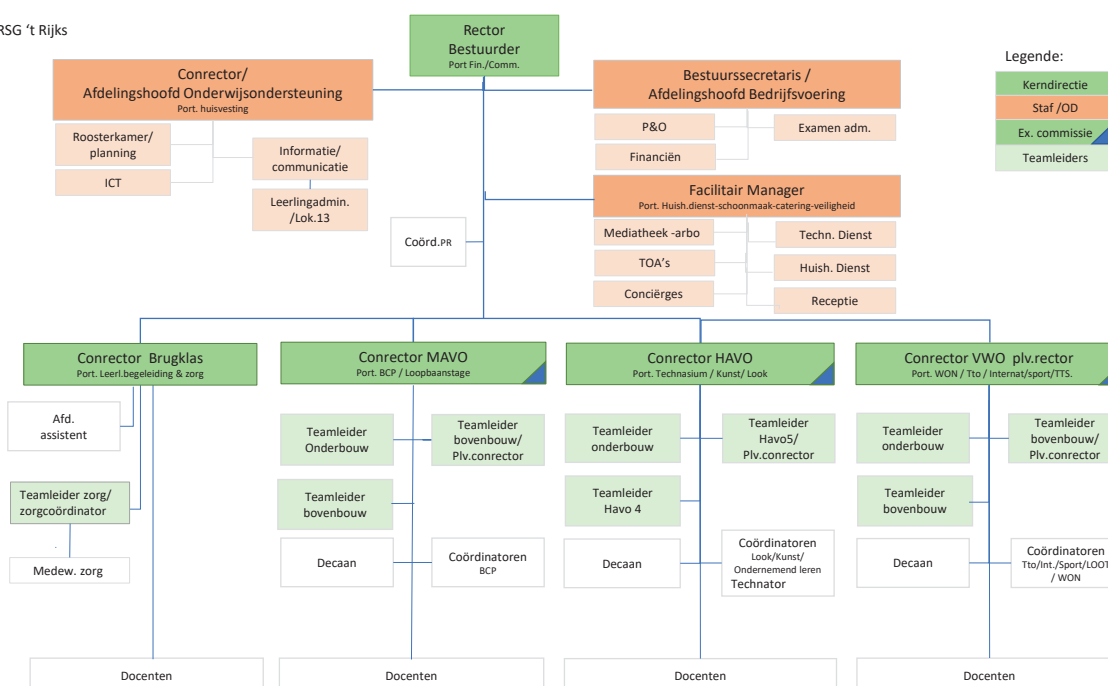 RSG ‘t Rijks
Rector
Bestuurder
Port Fin./Comm.
Legende:
Kerndirectie
Staf /OD
Ex. commissie
Teamleiders
Conrector/
Afdelingshoofd Onderwijsondersteuning
Port. huisvesting
Roosterkamer/
planning
ICT
Informatie/
communicatie
Leerlingadmin.
/Lok.13
Bestuurssecretaris /
Afdelingshoofd Bedrijfsvoering
P&O
Examen adm.
Financiën
Facilitair Manager
Port. Huish.dienst-schoonmaak-catering-veiligheid
Mediatheek -arbo
Techn. Dienst
TOA’s
Huish. Dienst
Conciërges
Receptie
Coörd.PR
Conrector Brugklas
Port. Leerl.begeleiding & zorg
Afd.
assistent
Teamleider zorg/
zorgcoördinator
Medew. zorg
Docenten
Conrector MAVO
Port. BCP / Loopbaanstage
Teamleider
Onderbouw
Teamleider
bovenbouw/
Plv.conrector
Teamleider
bovenbouw
Decaan
Coördinatoren
BCP
Docenten
Conrector HAVO
Port. Technasium / Kunst/ Look
Teamleider
onderbouw
Teamleider
Havo5/
Plv.conrector
Teamleider
Havo 4
Decaan
Coördinatoren
Look/Kunst/
Ondernemend leren
Technator
Docenten
Conrector VWO plv.rector
Port. WON / Tto / Internat/sport/TTS.
Teamleider
onderbouw
Teamleider
bovenbouw/
Plv.conrector
Teamleider
bovenbouw
Decaan
Coördinatoren
Tto/Int./Sport/LOOT
/ WON
Docenten